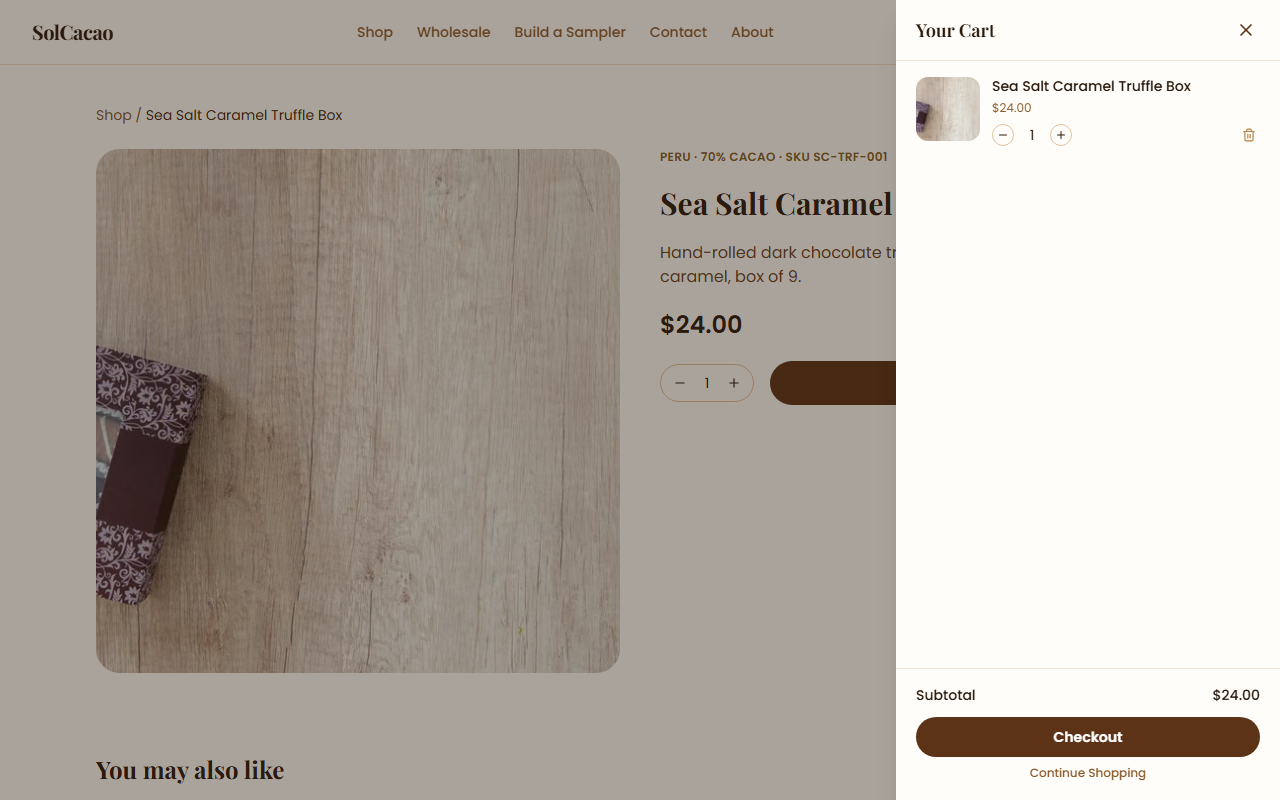 SolCacao
Shop
Wholesale
Build a Sampler
Contact
About
Shop / Sea Salt Caramel Truffle Box
PERU · 70% CACAO · SKU SC-TRF-001
Sea Salt Caramel
Hand-rolled dark chocolate
caramel, box of 9.
$24.00
− 1 +
You may also like
Your Cart
Sea Salt Caramel Truffle Box
$24.00
− 1 +
Subtotal $24.00
Checkout
Continue Shopping